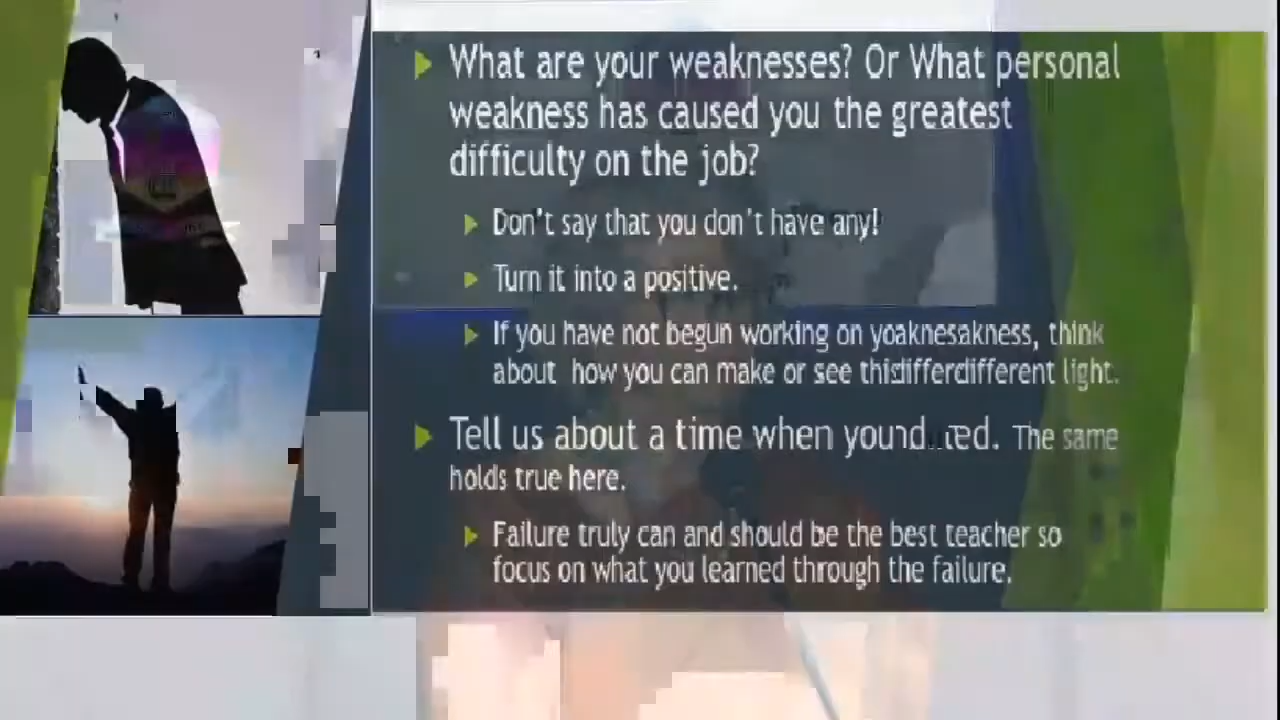 What are your weaknesses? Or What personal
weakness has caused you the greatest
difficulty on the job?
Don't say that you don't have any!
Turn it into a positive.
If you have not begun working on think
about how you can make or see light.
Tell us about a time when The same
holds true here.
Failure truly can and should be the best teacher so
focus on what you learned through the failure.